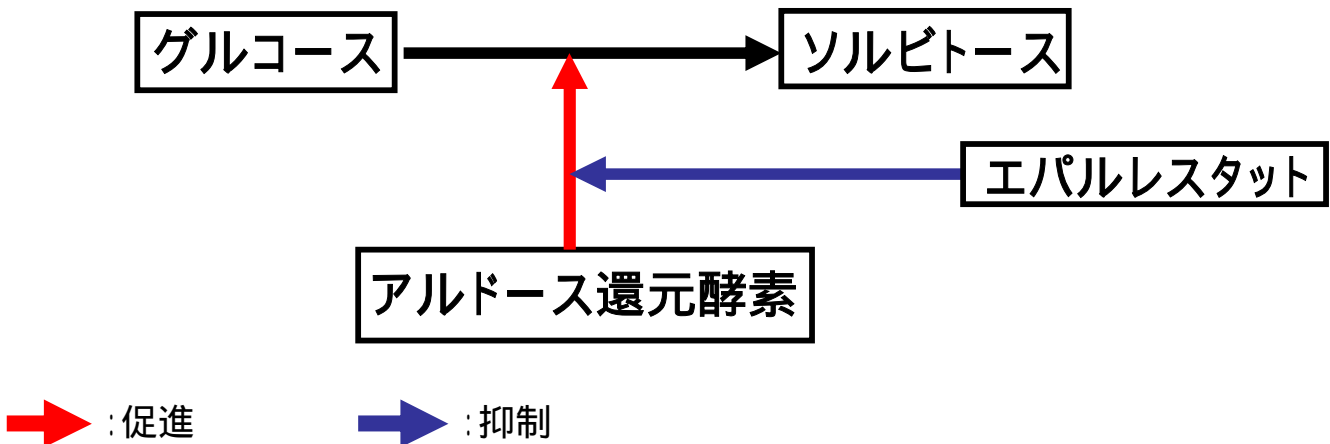 グルコース
ソルビトース
エパルレスタット
アルドース還元酵素
:促進
:抑制